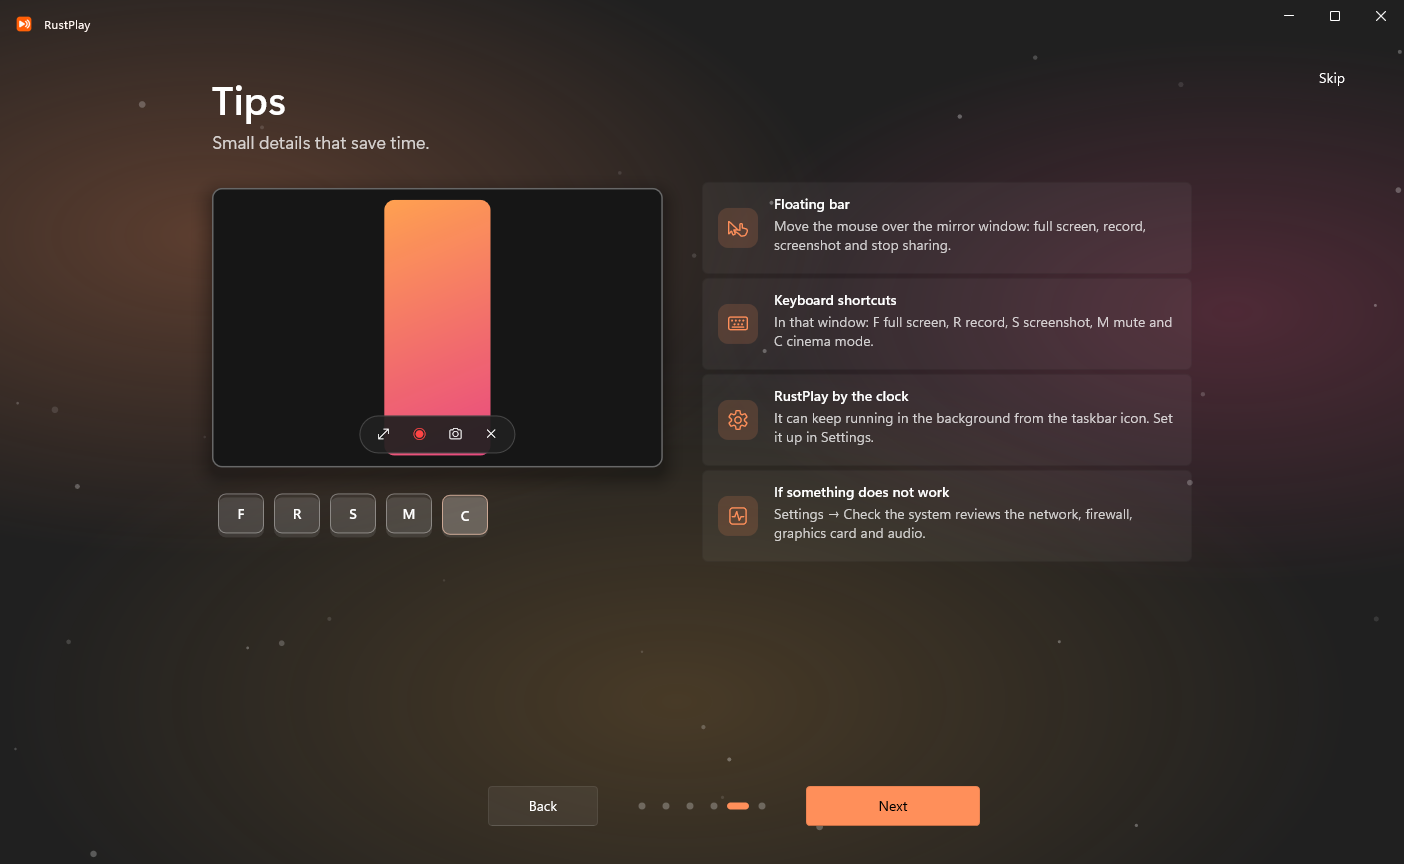 RustPlay
Skip
Tips
Small details that save time.
Floating bar
Move the mouse over the mirror window: full screen, record,
screenshot and stop sharing.
Keyboard shortcuts
In that window: F full screen, R record, S screenshot, M mute and
C cinema mode.
RustPlay by the clock
It can keep running in the background from the taskbar icon. Set
it up in Settings.
If something does not work
Settings → Check the system reviews the network, firewall,
graphics card and audio.
F R S M C
Back
Next